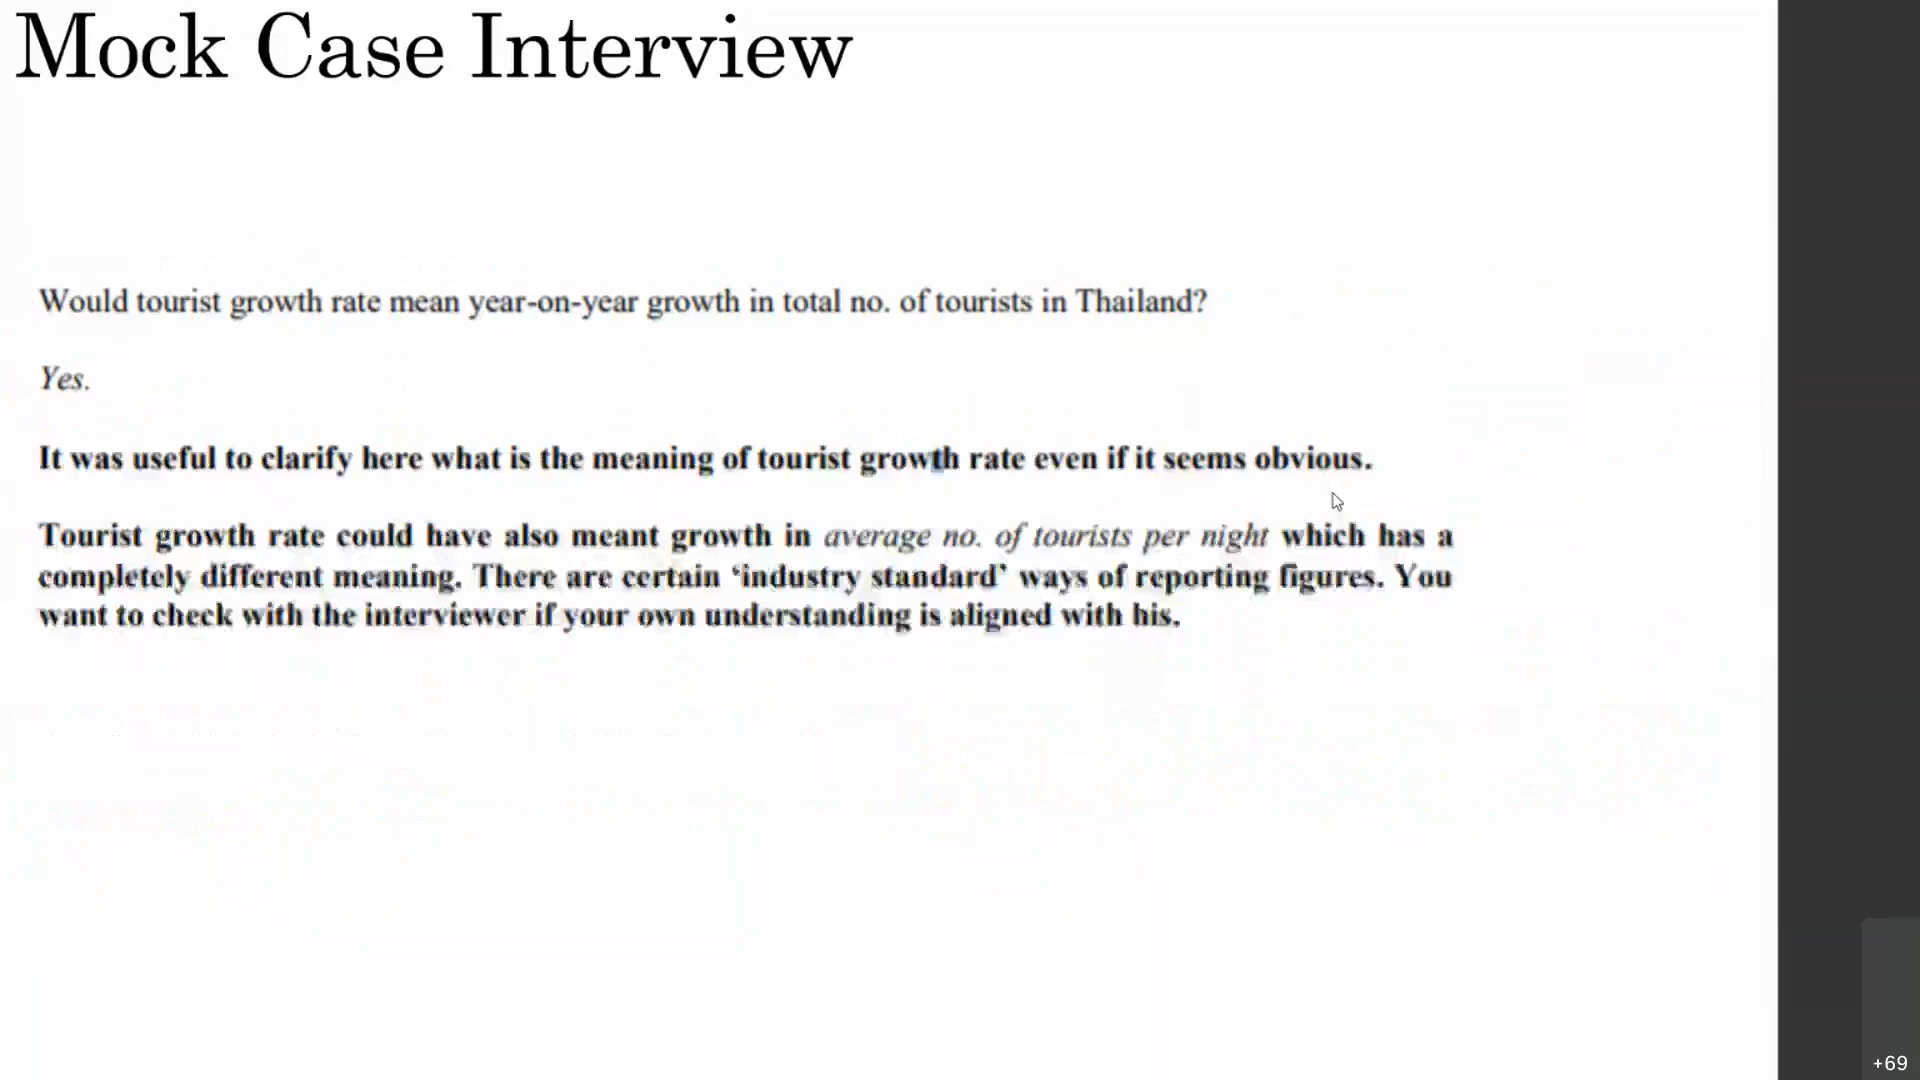 Mock Case Interview
Would tourist growth rate mean year-on-year growth in total no. of tourists in Thailand?
Yes.
It was useful to clarify here what is the meaning of tourist growth rate even if it seems obvious.
Tourist growth rate could have also meant growth in average no. of tourists per night which has a
completely different meaning. There are certain ‘industry standard’ ways of reporting figures. You
want to check with the interviewer if your own understanding is aligned with his.
+69